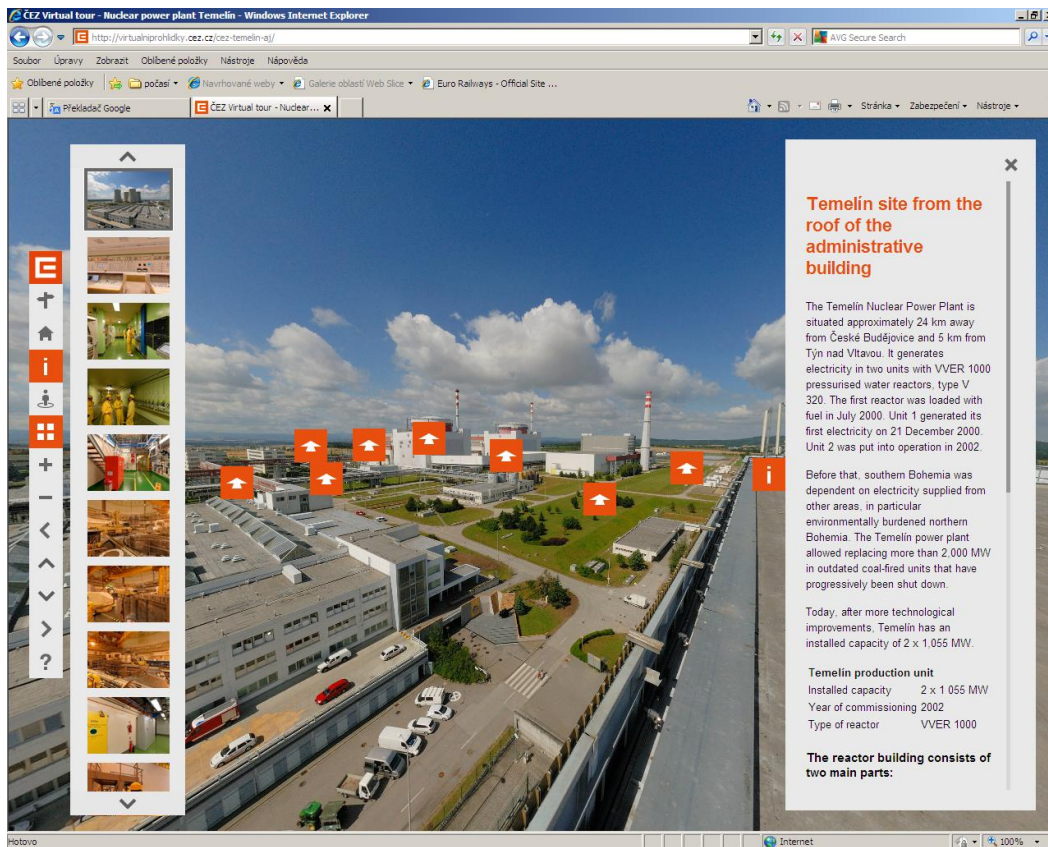 ČEZ Virtual tour - Nuclear power plant Temelín - Windows Internet Explorer
http://virtualniprohlidky.cez.cz/cez-temelin-aj/
AVG Secure Search
Soubor Úpravy Zobrazit Oblíbené položky Nástroje Nápověda
Oblíbené položky počasí Navrhované weby Galerie oblastí Web Slice Euro Railways - Official Site ...
Překladač Google ČEZ Virtual tour - Nuclear... Stránka Zabezpečení Nástroje
Temelín site from the
roof of the
administrative
building
The Temelín Nuclear Power Plant is
situated approximately 24 km away
from České Budějovice and 5 km from
Týn nad Vltavou. It generates
electricity in two units with VVER 1000
pressurised water reactors, type V
320. The first reactor was loaded with
fuel in July 2000. Unit 1 generated its
first electricity on 21 December 2000.
Unit 2 was put into operation in 2002.
Before that, southern Bohemia was
dependent on electricity supplied from
other areas, in particular
environmentally burdened northern
Bohemia. The Temelín power plant
allowed replacing more than 2,000 MW
in outdated coal-fired units that have
progressively been shut down.
Today, after more technological
improvements, Temelín has an
installed capacity of 2 x 1,055 MW.
Temelín production unit
Installed capacity 2 x 1 055 MW
Year of commissioning 2002
Type of reactor VVER 1000
The reactor building consists of
two main parts:
i
i
?
Hotovo Internet 100%